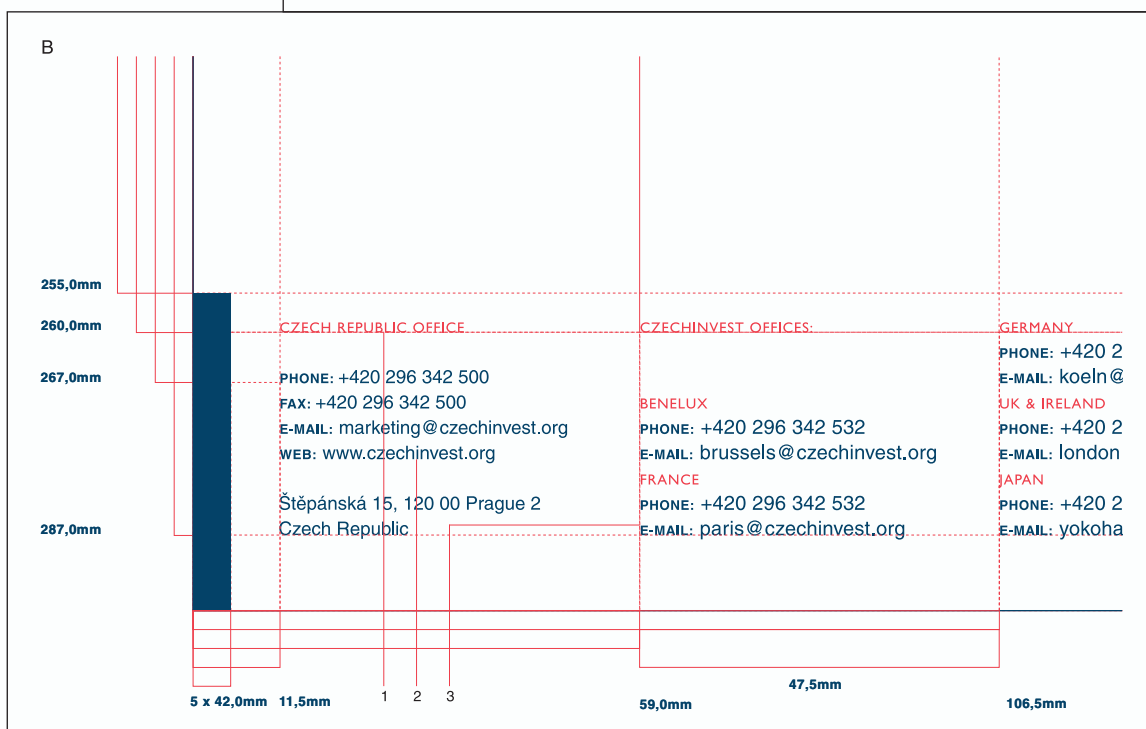 B
255,0mm
260,0mm
267,0mm
287,0mm
CZECH REPUBLIC OFFICE
PHONE: +420 296 342 500
FAX: +420 296 342 500
E-MAIL: marketing@czechinvest.org
WEB: www.czechinvest.org
Štěpánská 15, 120 00 Prague 2
Czech Republic
CZECHINVEST OFFICES:
BENELUX
PHONE: +420 296 342 532
E-MAIL: brussels@czechinvest.org
FRANCE
PHONE: +420 296 342 532
E-MAIL: paris@czechinvest.org
GERMANY
PHONE: +420 2
E-MAIL: koeln@
UK & IRELAND
PHONE: +420 2
E-MAIL: london
JAPAN
PHONE: +420 2
E-MAIL: yokoha
47,5mm
5 x 42,0mm 11,5mm 1 2 3 59,0mm 106,5mm